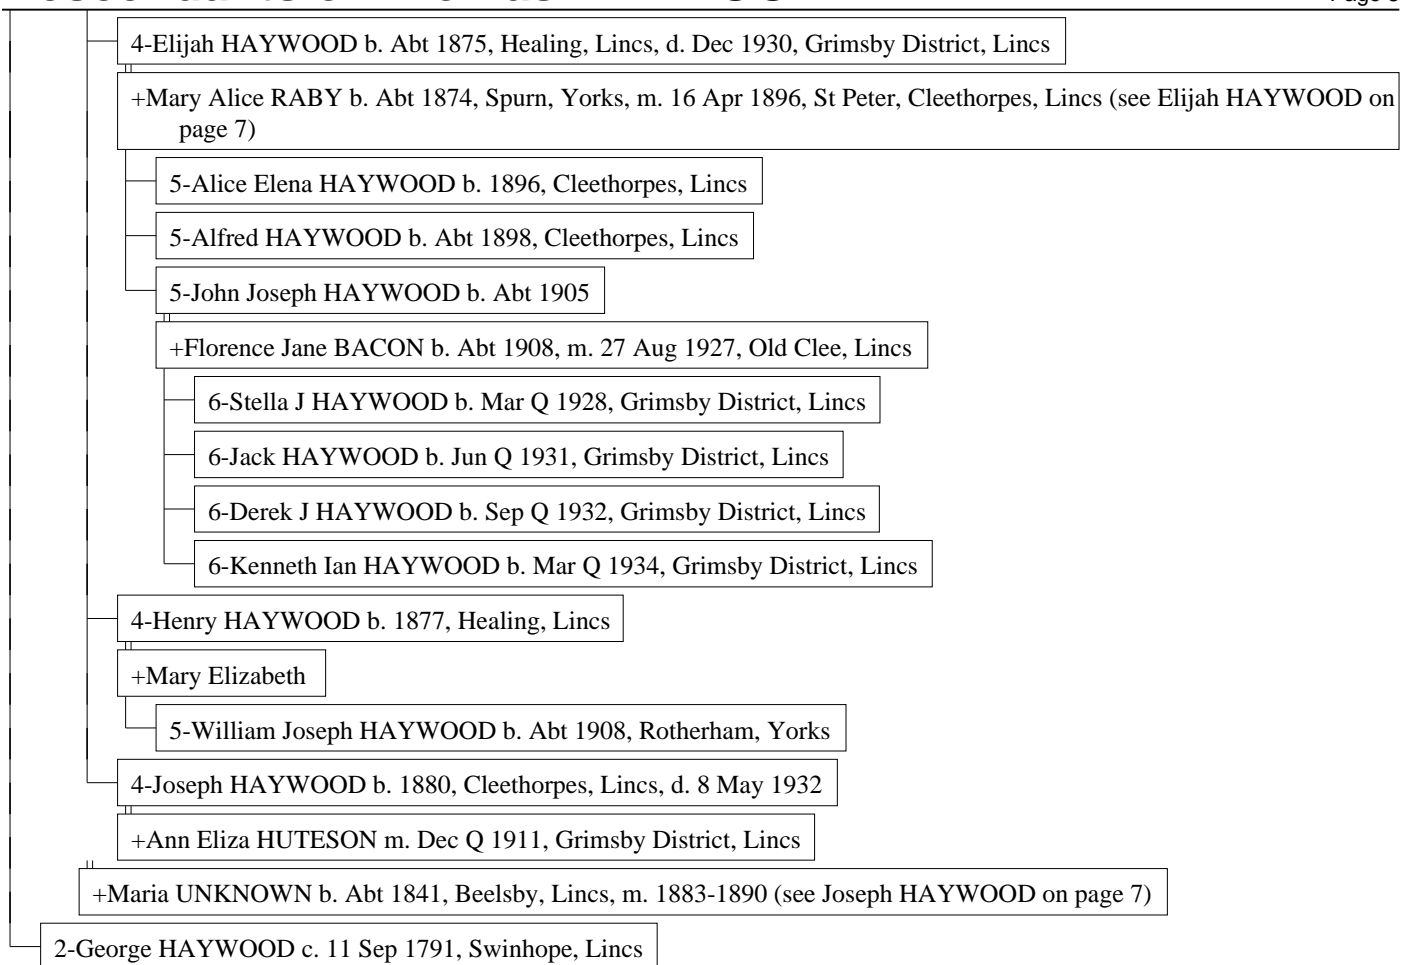 4-Elijah HAYWOOD b. Abt 1875, Healing, Lincs, d. Dec 1930, Grimsby District, Lincs
+Mary Alice RABY b. Abt 1874, Spurn, Yorks, m. 16 Apr 1896, St Peter, Cleethorpes, Lincs (see Elijah HAYWOOD on
page 7)
5-Alice Elena HAYWOOD b. 1896, Cleethorpes, Lincs
5-Alfred HAYWOOD b. Abt 1898, Cleethorpes, Lincs
5-John Joseph HAYWOOD b. Abt 1905
+Florence Jane BACON b. Abt 1908, m. 27 Aug 1927, Old Clee, Lincs
6-Stella J HAYWOOD b. Mar Q 1928, Grimsby District, Lincs
6-Jack HAYWOOD b. Jun Q 1931, Grimsby District, Lincs
6-Derek J HAYWOOD b. Sep Q 1932, Grimsby District, Lincs
6-Kenneth Ian HAYWOOD b. Mar Q 1934, Grimsby District, Lincs
4-Henry HAYWOOD b. 1877, Healing, Lincs
+Mary Elizabeth
5-William Joseph HAYWOOD b. Abt 1908, Rotherham, Yorks
4-Joseph HAYWOOD b. 1880, Cleethorpes, Lincs, d. 8 May 1932
+Ann Eliza HUTESON m. Dec Q 1911, Grimsby District, Lincs
+Maria UNKNOWN b. Abt 1841, Beelsby, Lincs, m. 1883-1890 (see Joseph HAYWOOD on page 7)
2-George HAYWOOD c. 11 Sep 1791, Swinhope, Lincs